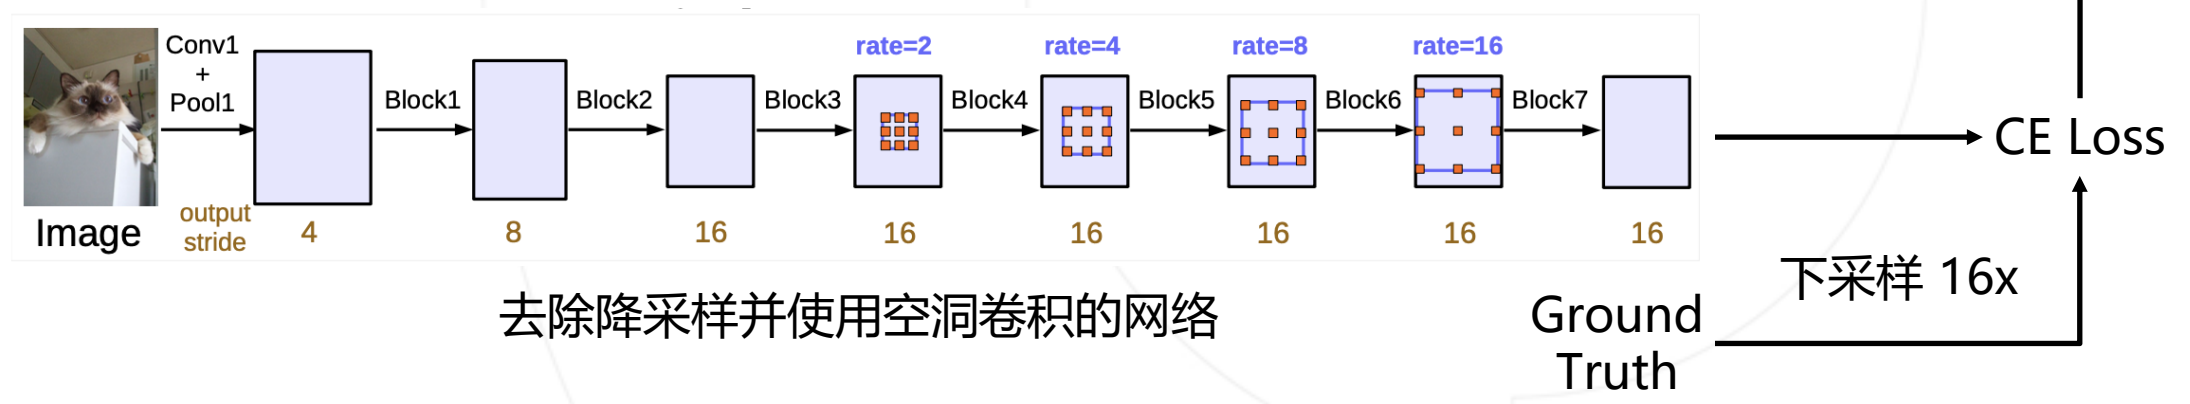 Conv1
+
Pool1
Block1
Block2
Block3
rate=2
Block4
rate=4
Block5
rate=8
Block6
rate=16
Block7
CE Loss
Image
output
stride
4
8
16
16
16
16
16
16
去除降采样并使用空洞卷积的网络
下采样 16x
Ground
Truth